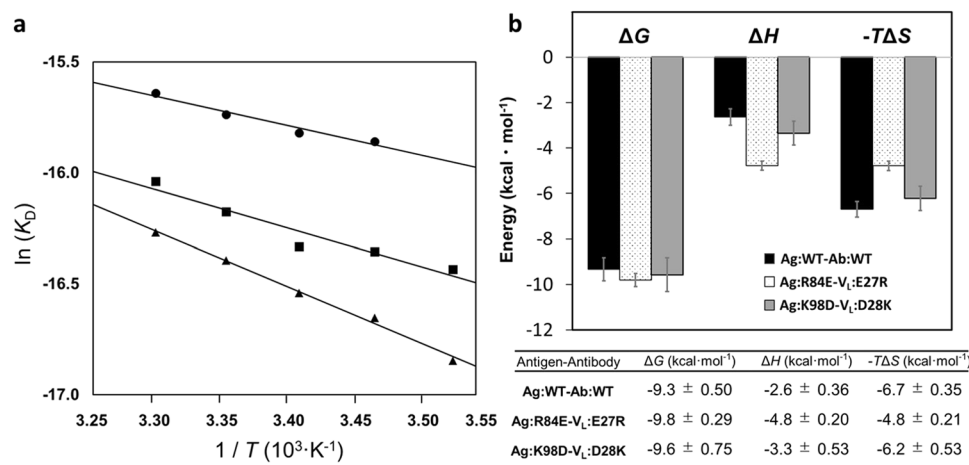 a
-15.5
-16.0
-16.5
-17.0
ln (K_D)
3.25
3.30
3.35
3.40
3.45
3.50
3.55
1 / T (10³·K⁻¹)
b
ΔG ΔH -TΔS
0
-2
-4
-6
-8
-10
-12
Energy (kcal · mol⁻¹)
Ag:WT-Ab:WT
Ag:R84E-V_L:E27R
Ag:K98D-V_L:D28K
Antigen-Antibody ΔG (kcal·mol⁻¹) ΔH (kcal·mol⁻¹) -TΔS (kcal·mol⁻¹)
Ag:WT-Ab:WT -9.3 ± 0.50 -2.6 ± 0.36 -6.7 ± 0.35
Ag:R84E-V_L:E27R -9.8 ± 0.29 -4.8 ± 0.20 -4.8 ± 0.21
Ag:K98D-V_L:D28K -9.6 ± 0.75 -3.3 ± 0.53 -6.2 ± 0.53